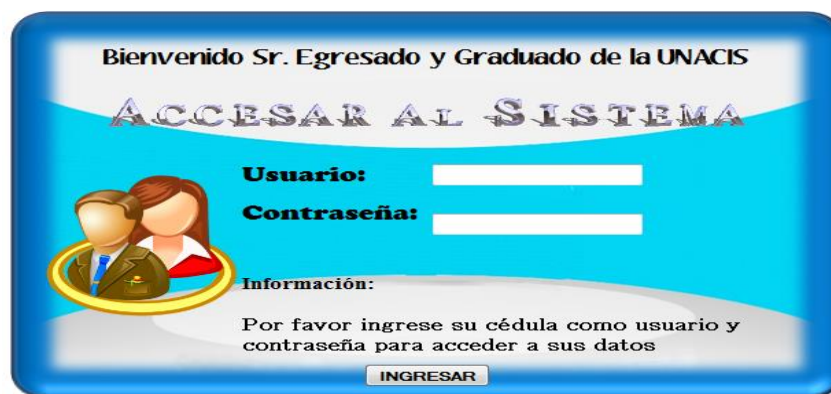 Bienvenido Sr. Egresado y Graduado de la UNACIS
ACCESAR AL SISTEMA
Usuario:
Contraseña:
Información:
Por favor ingrese su cédula como usuario y
contraseña para acceder a sus datos
INGRESAR